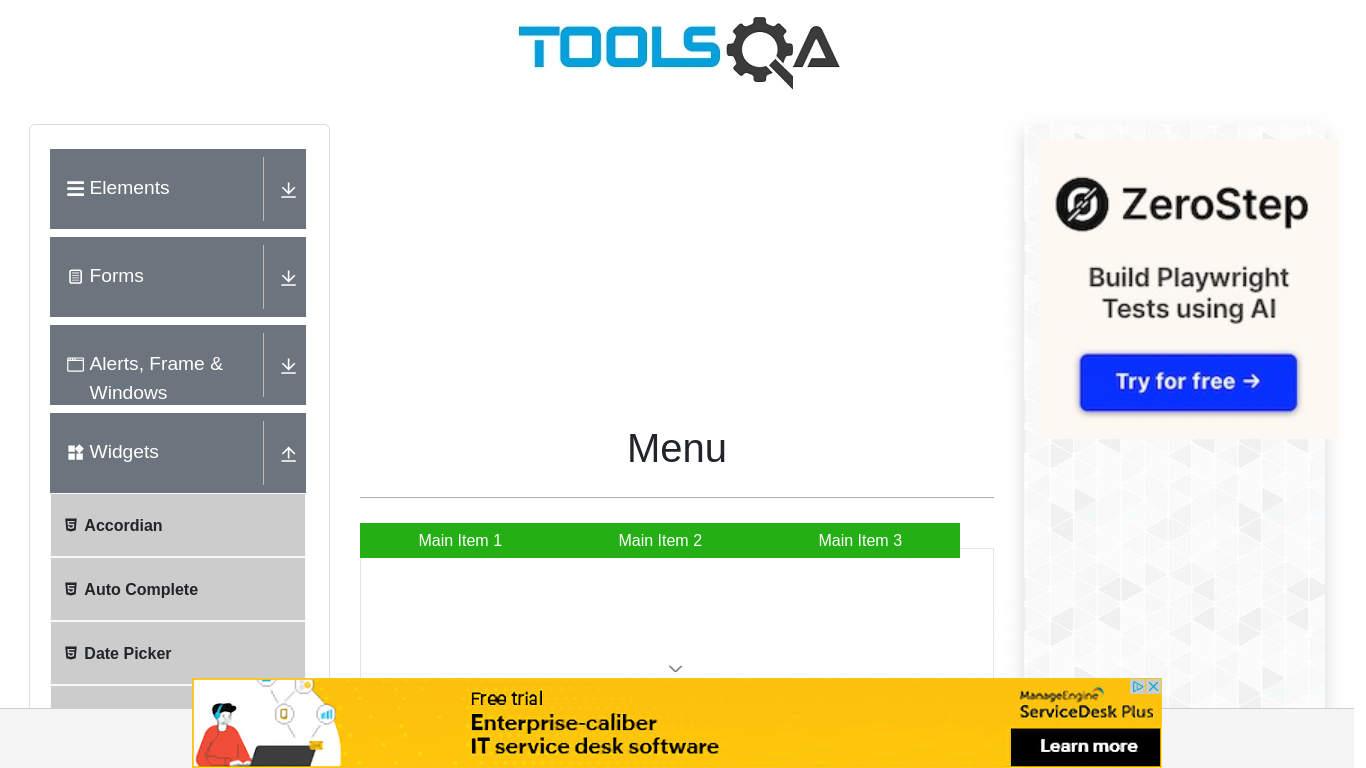 TOOLSQA
Elements
Forms
Alerts, Frame &
Windows
Widgets
Accordian
Auto Complete
Date Picker
Menu
Main Item 1
Main Item 2
Main Item 3
ZeroStep
Build Playwright
Tests using AI
Try for free →
Free trial
Enterprise-caliber
IT service desk software
ManageEngine
ServiceDesk Plus
Learn more